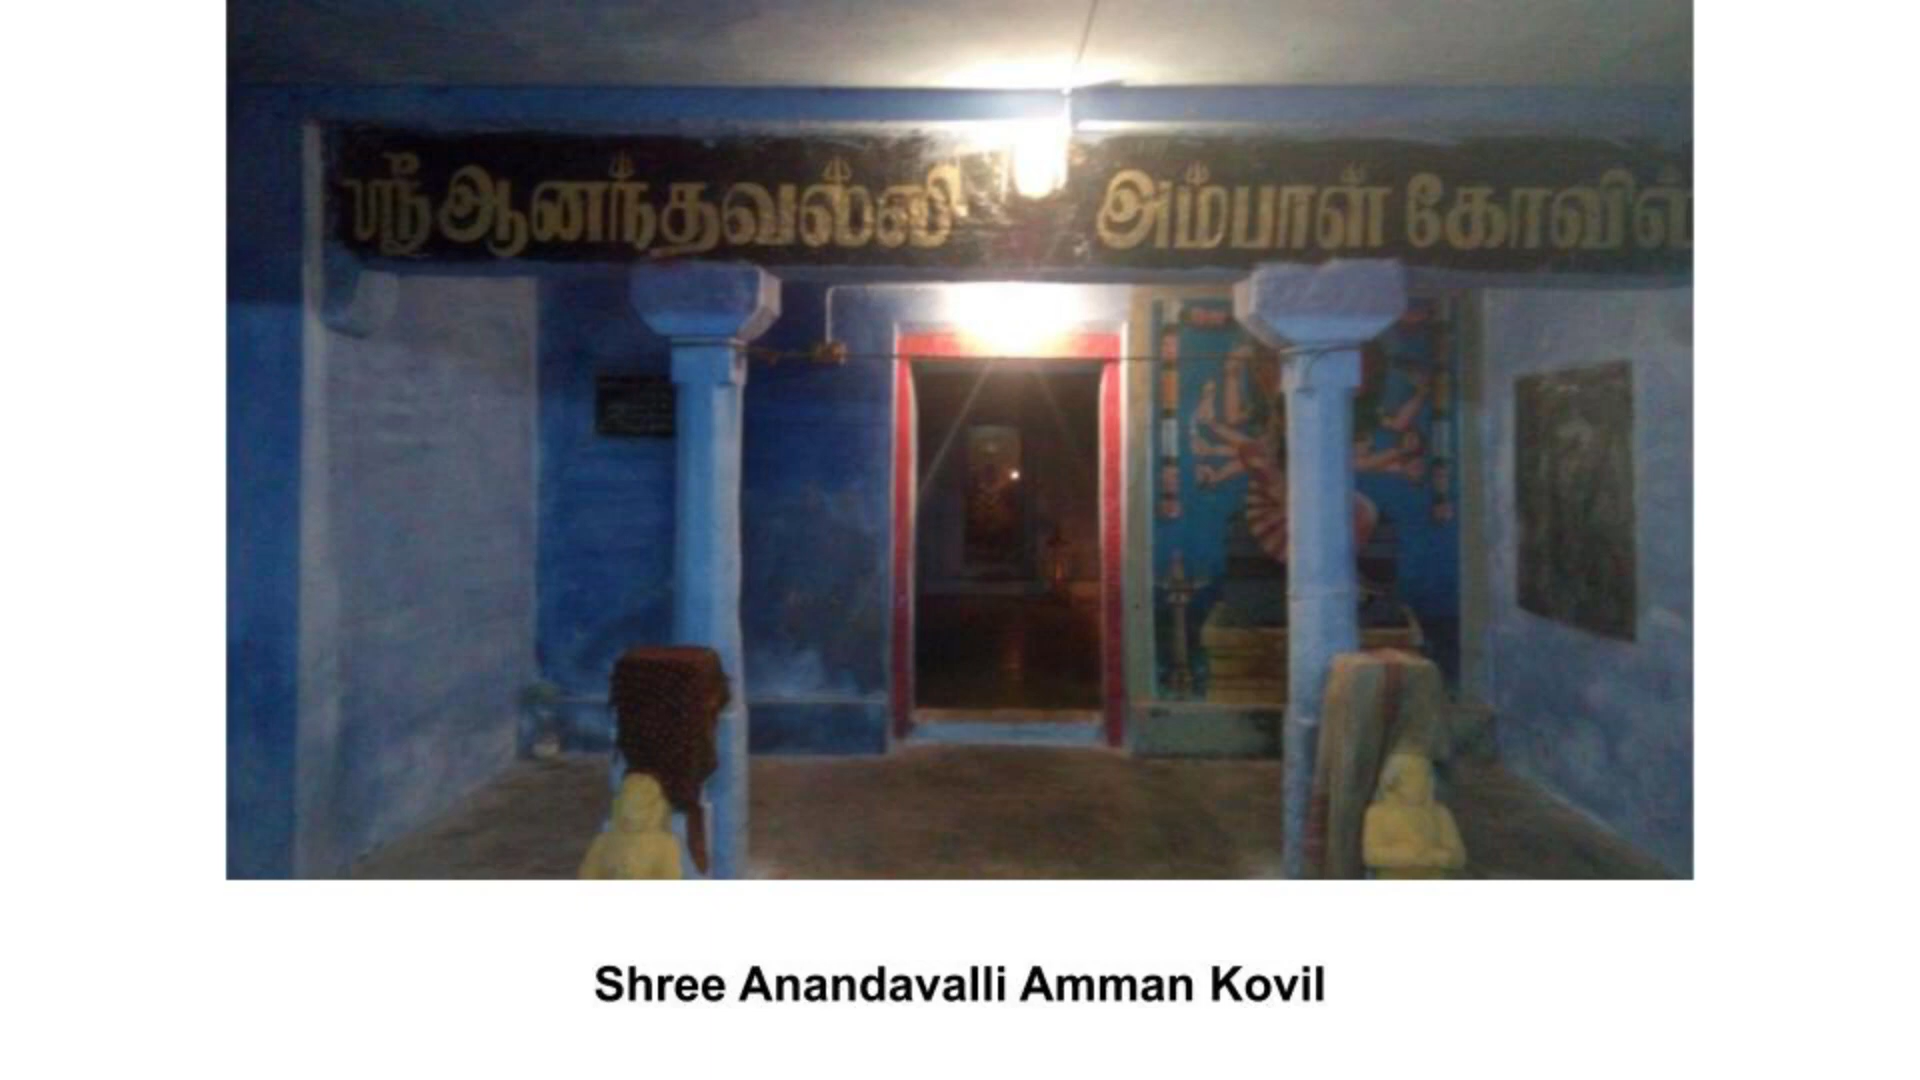 ஸ்ரீ ஆனந்தவல்லி அம்பாள் கோவில்
Shree Anandavalli Amman Kovil